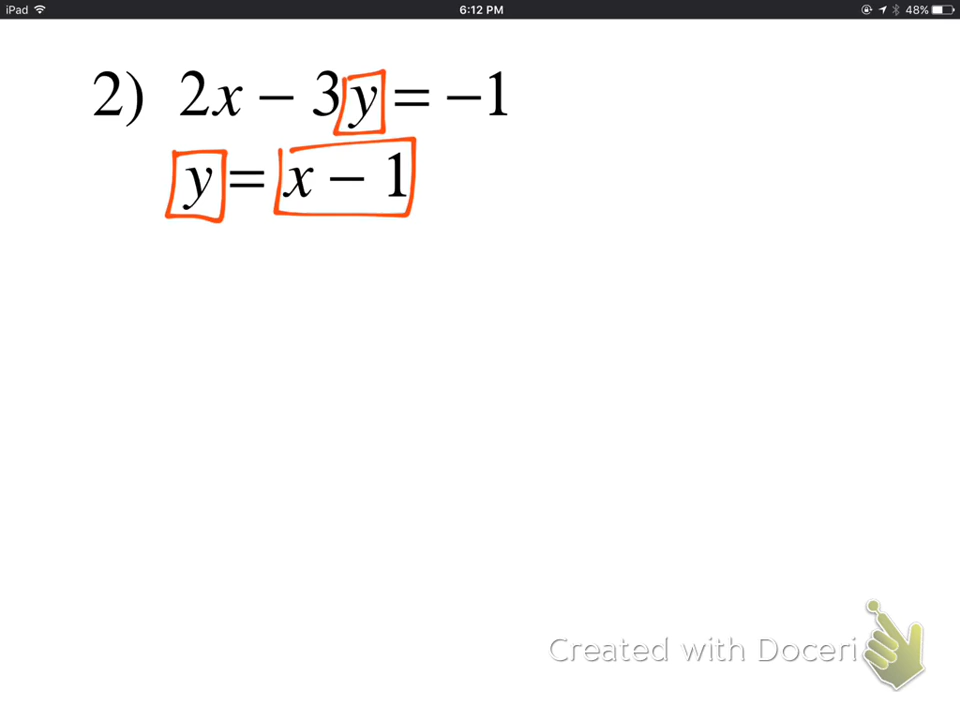 iPad 6:12 PM 48%
2) 2x − 3y = −1
y = x − 1
Created with Doceri